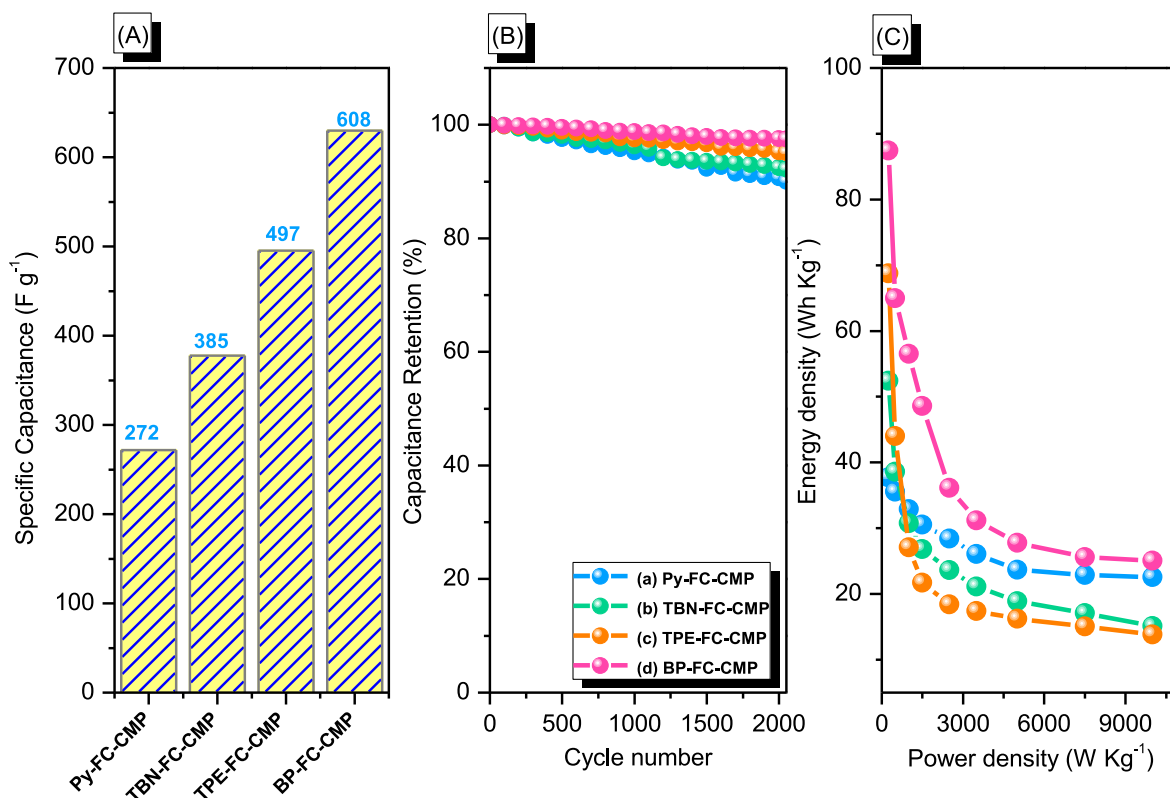 (A)
Specific Capacitance (F g⁻¹)
700
600
500
400
300
200
100
0
272
385
497
608
Py-FC-CMP
TBN-FC-CMP
TPE-FC-CMP
BP-FC-CMP
(B)
Capacitance Retention (%)
100
80
60
40
20
0
(a) Py-FC-CMP
(b) TBN-FC-CMP
(c) TPE-FC-CMP
(d) BP-FC-CMP
0 500 1000 1500 2000
Cycle number
(C)
Energy density (Wh Kg⁻¹)
100
80
60
40
20
0 3000 6000 9000
Power density (W Kg⁻¹)